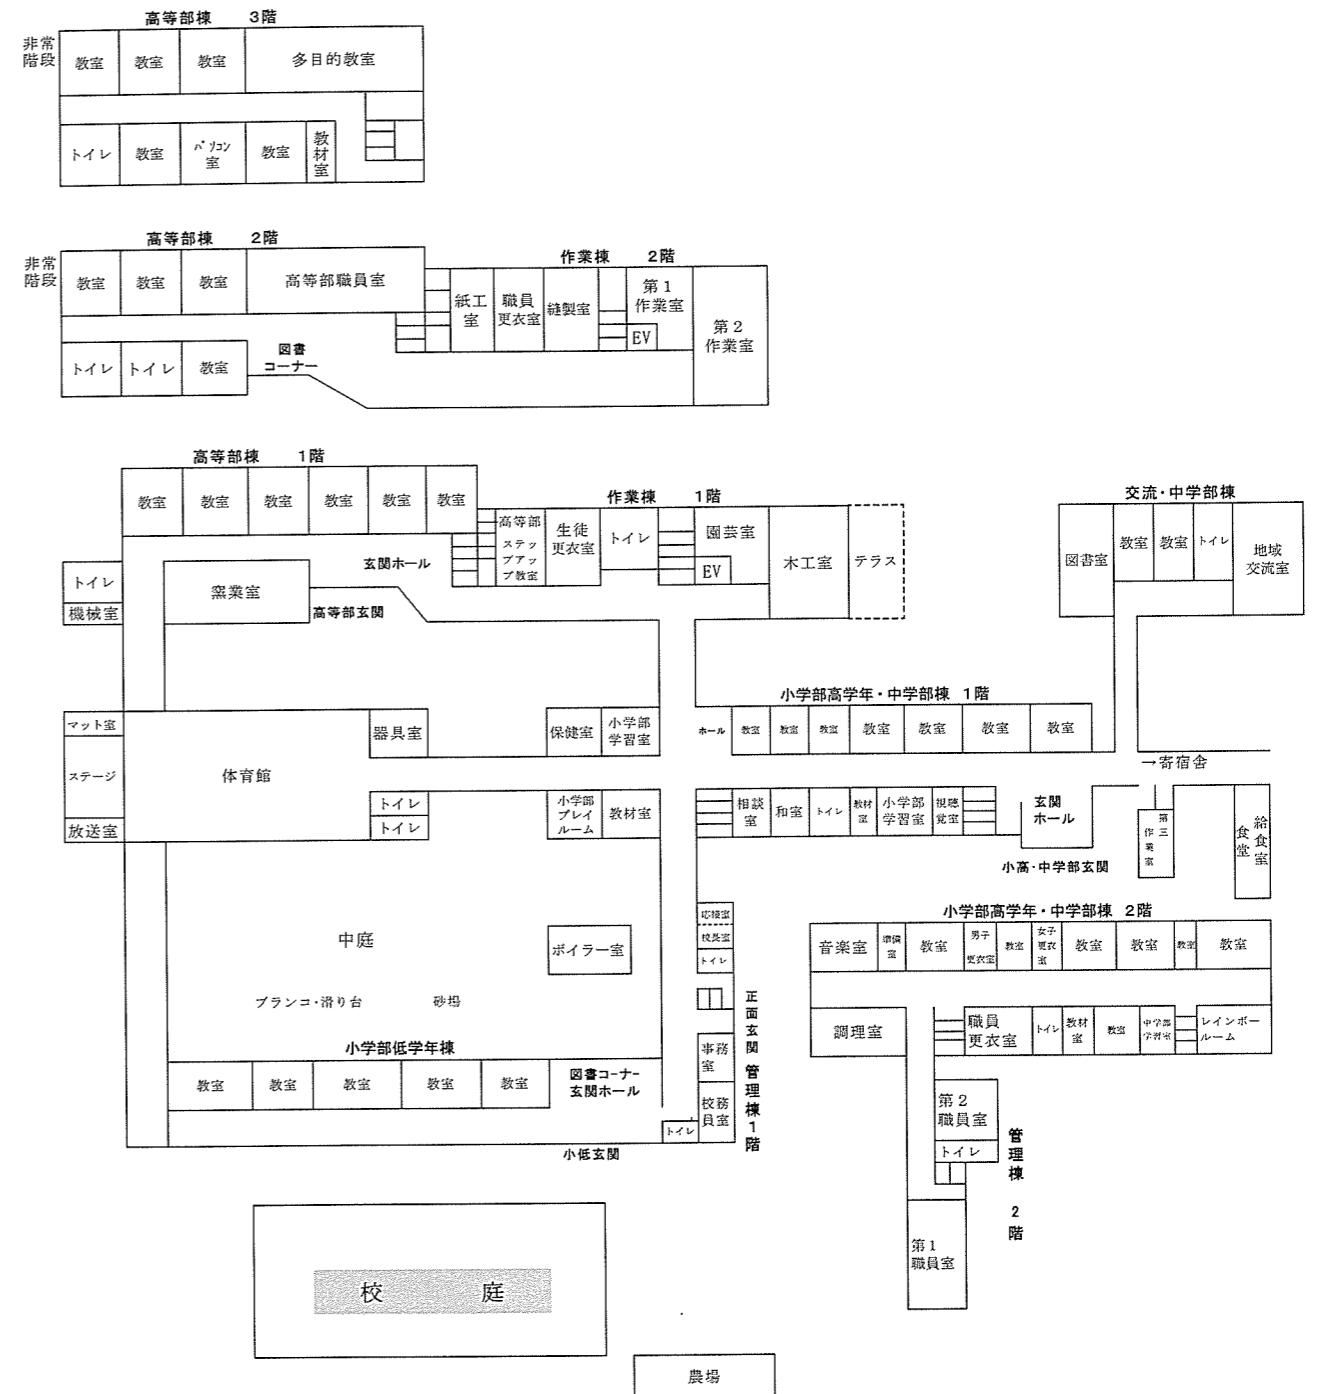 高等部棟 3階
非常
階段
教室 教室 教室 多目的教室
トイレ 教室 パソコン
室 教室 教
材
室
高等部棟 2階
非常
階段
教室 教室 教室 高等部職員室
トイレ トイレ 教室
図書
コーナー
作業棟 2階
紙工
室
職員
更衣室
縫製室
第1
作業室
EV
第2
作業室
高等部棟 1階
教室 教室 教室 教室 教室 教室
玄関ホール
トイレ
機械室
窯業室
高等部玄関
作業棟 1階
高等部
ステッ
プアッ
プ教室
生徒
更衣室
トイレ
園芸室
EV
木工室
テラス
交流・中学部棟
図書室
教室 教室 トイレ
地域
交流室
マット室
ステージ
放送室
体育館
器具室
トイレ
トイレ
保健室
小学部
学習室
小学部
プレイ
ルーム
教材室
小学部高学年・中学部棟 1階
ホール
教室 教室 教室 教室 教室 教室 教室
→寄宿舎
相談
室
和室
トイレ
教材
室
小学部
学習室
視聴
覚室
玄関
ホール
小高・中学部玄関
第三
作業室
食堂
給食室
中庭
ボイラー室
ブランコ・滑り台 砂場
応接室
校長室
トイレ
正面玄関
事務
室
校務
員室
トイレ
管理棟1階
小学部低学年棟
教室 教室 教室 教室 教室
図書コーナー
玄関ホール
小低玄関
小学部高学年・中学部棟 2階
音楽室
準備
室
教室
男子
更衣室
教室
女子
更衣
室
教室 教室 教室 教室
調理室
職員
更衣室
トイレ
教材
室
教室
中学部
学習室
レインボー
ルーム
第2
職員室
トイレ
第1
職員室
管理棟 2階
校 庭
農場